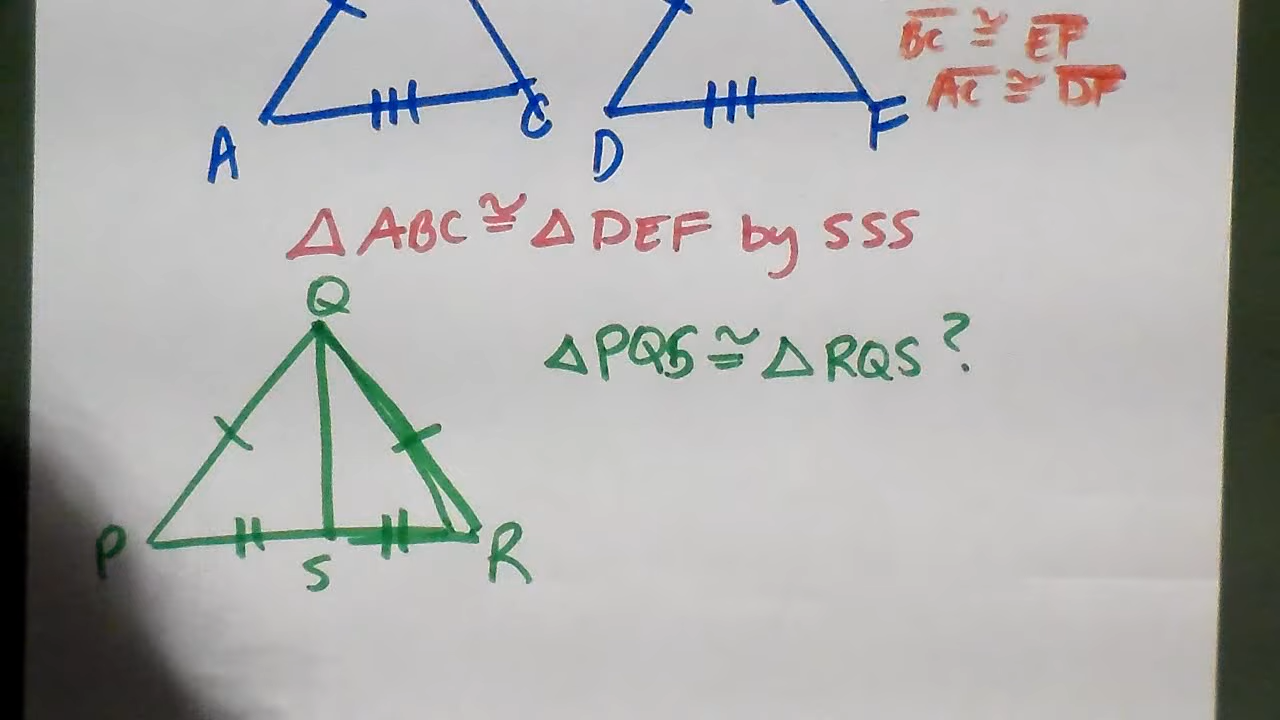 BC ≅ EF
AC ≅ DF
A C D F
△ ABC ≅ △ DEF by SSS
Q
△PQS ≅ △RQS ?
P S R